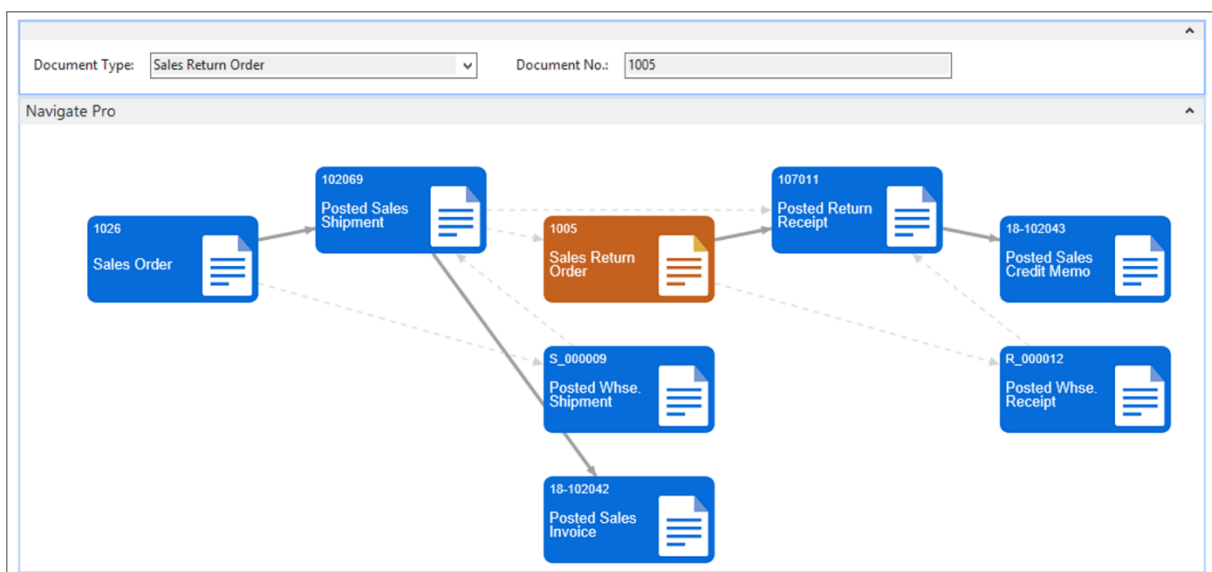 Document Type: Sales Return Order Document No.: 1005
Navigate Pro
102069
Posted Sales
Shipment
107011
Posted Return
Receipt
1026
Sales Order
1005
Sales Return
Order
18-102043
Posted Sales
Credit Memo
S_000009
Posted Whse.
Shipment
R_000012
Posted Whse.
Receipt
18-102042
Posted Sales
Invoice